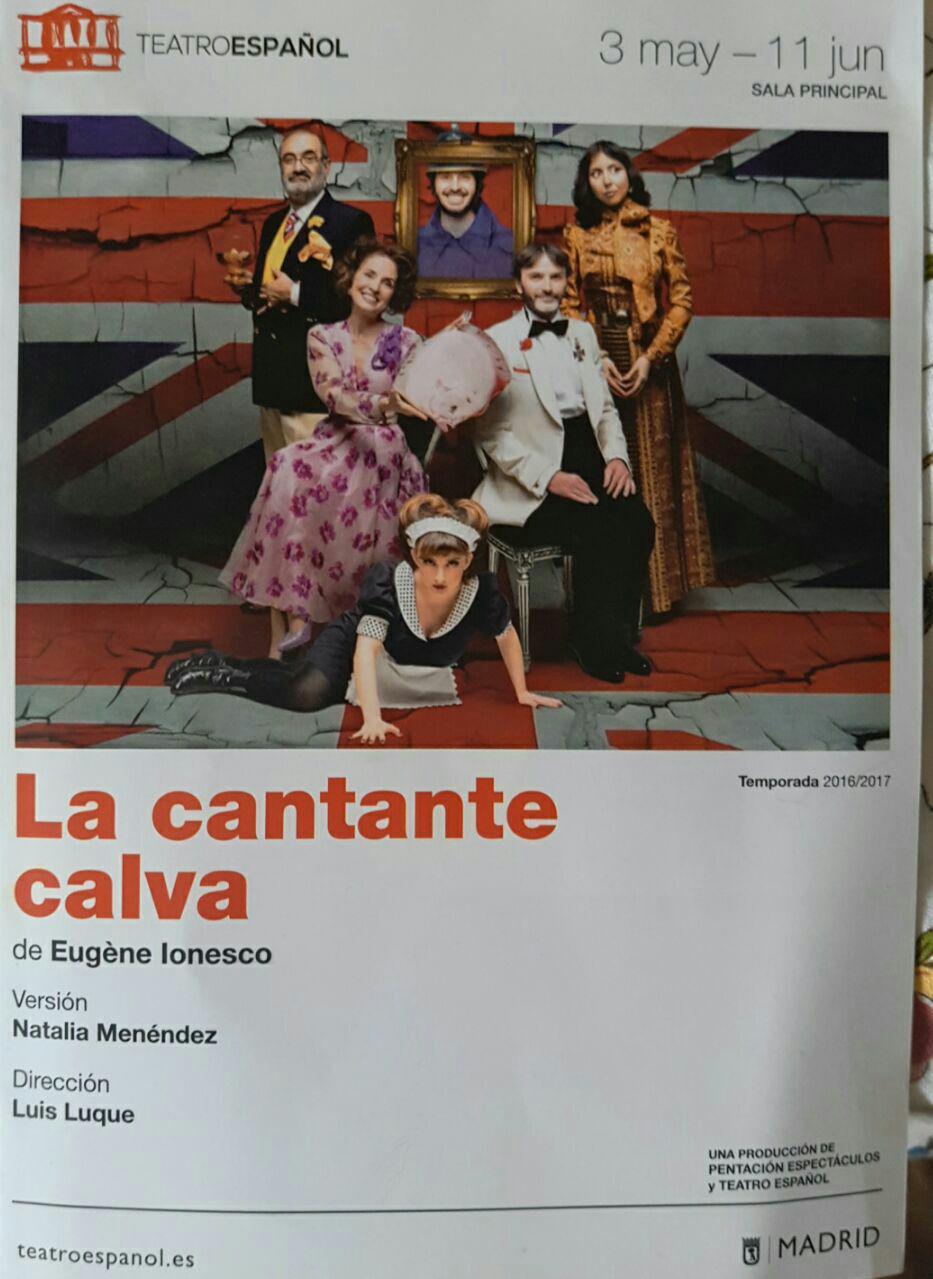 TEATROESPAÑOL
3 may – 11 jun
SALA PRINCIPAL
Temporada 2016/2017
La cantante
calva
de Eugène Ionesco
Versión
Natalia Menéndez
Dirección
Luis Luque
UNA PRODUCCIÓN DE
PENTACIÓN ESPECTÁCULOS
y TEATRO ESPAÑOL
teatroespanol.es
MADRID